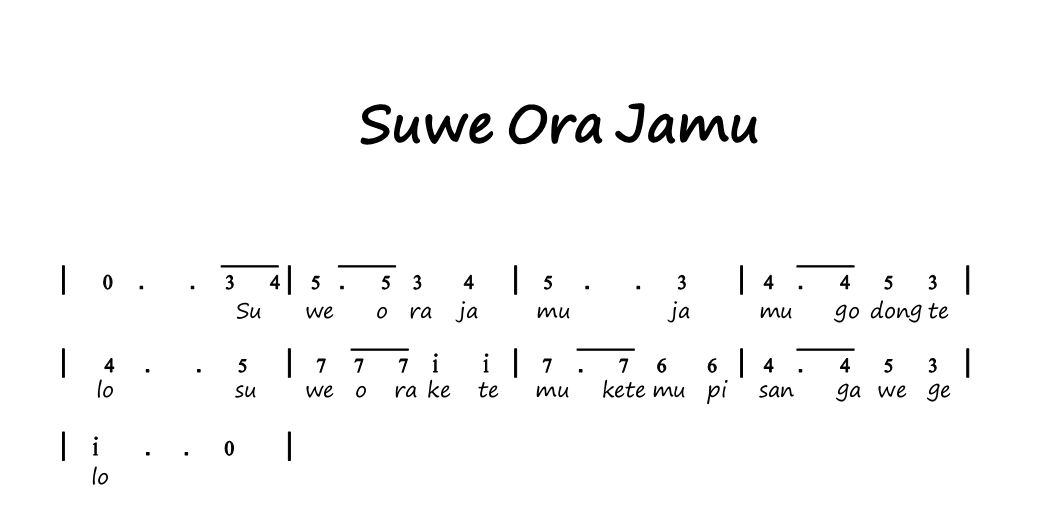 Suwe Ora Jamu
| 0 . . 3 4 | 5 . 5 3 4 | 5 . . 3 | 4 . 4 5 3 |
Su we o ra ja mu ja mu go dong te
| 4 . . 5 | 7 7 7 i i | 7 . 7 6 6 | 4 . 4 5 3 |
lo su we o ra ke te mu kete mu pi san ga we ge
| i . . 0 |
lo